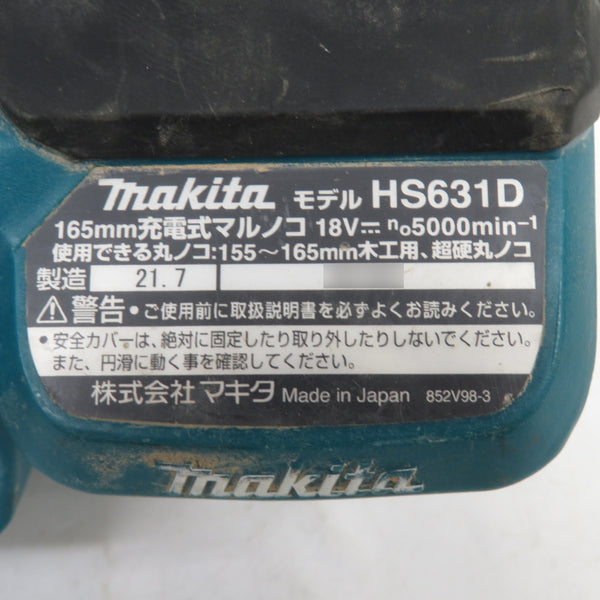 makita モデル HS631D
165mm充電式マルノコ 18V⎓ n₀5000min⁻¹
使用できる丸ノコ:155～165mm木工用、超硬丸ノコ
製造 21.7
⚠警告・ご使用前に取扱説明書を必ずよくお読みください。
・安全カバーは、絶対に固定したり取り外したりしないでください。
また、円滑に動く事を確認してください。
株式会社マキタ Made in Japan 852V98-3
makita